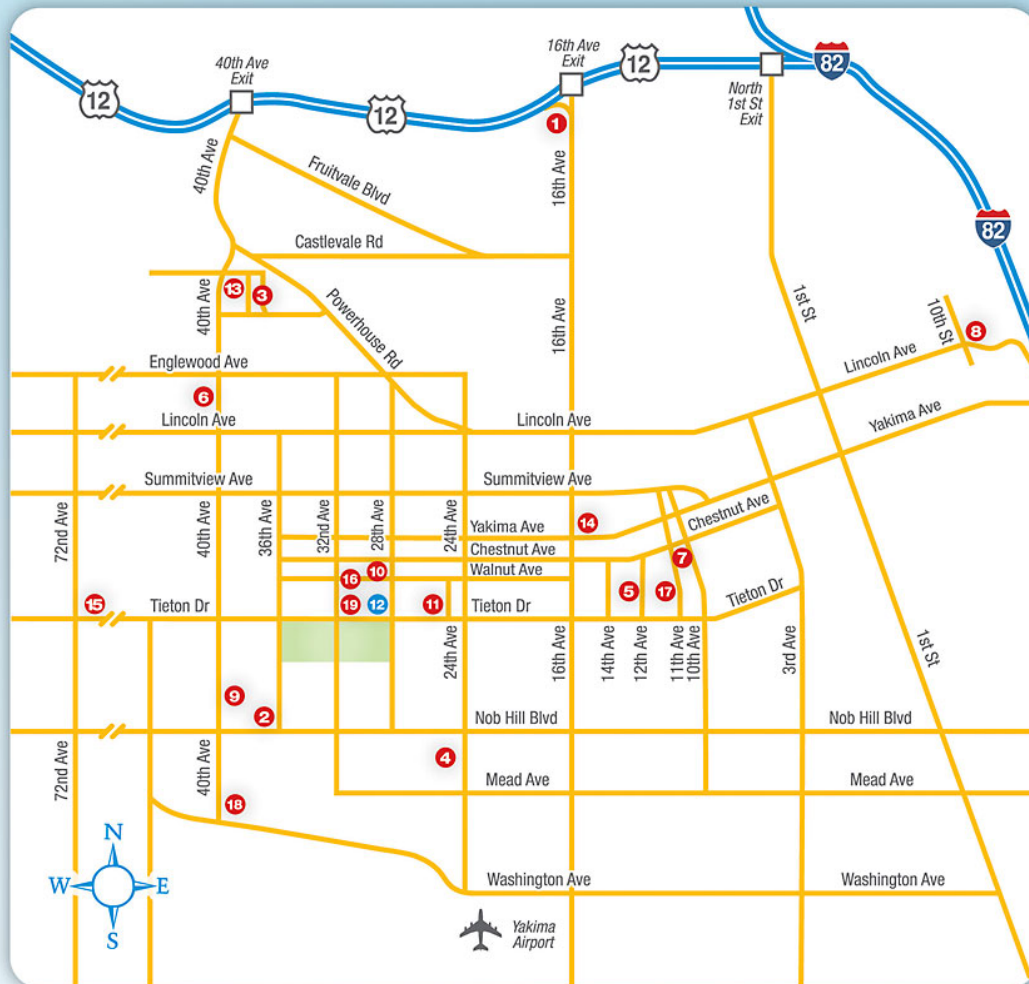 40th Ave
Exit
16th Ave
Exit
12
82
12
12
North
1st St
Exit
1
40th Ave
Fruitvale Blvd
16th Ave
82
Castlevale Rd
13
3
40th Ave
Powerhouse Rd
16th Ave
1st St
10th St
8
Englewood Ave
Lincoln Ave
6
Lincoln Ave
Lincoln Ave
Yakima Ave
Summitview Ave
Summitview Ave
72nd Ave
40th Ave
36th Ave
32nd Ave
28th Ave
24th Ave
Yakima Ave
14
Chestnut Ave
Chestnut Ave
7
Walnut Ave
16
10
15
Tieton Dr
19
12
11
Tieton Dr
5
17
Tieton Dr
24th Ave
16th Ave
14th Ave
12th Ave
11th Ave
10th Ave
3rd Ave
1st St
9
2
Nob Hill Blvd
Nob Hill Blvd
72nd Ave
40th Ave
4
Mead Ave
Mead Ave
18
N
W
E
S
Washington Ave
Washington Ave
Yakima
Airport